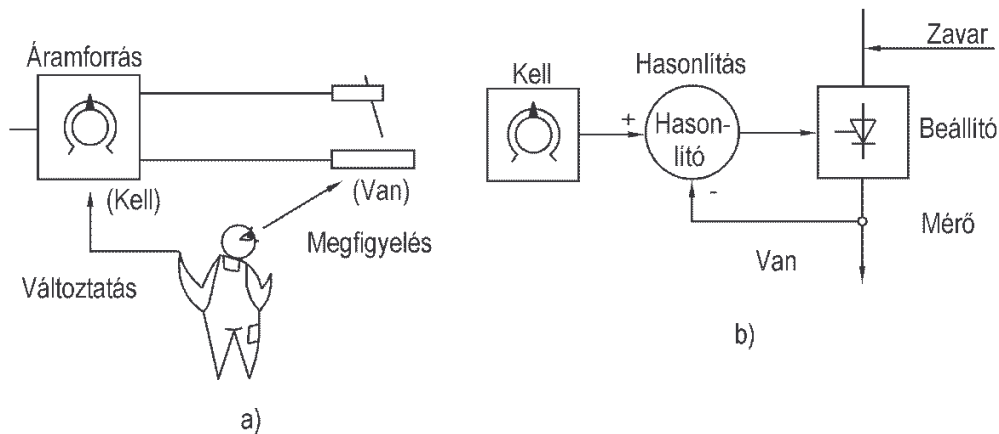 Áramforrás
(Kell)
(Van)
Megfigyelés
Változtatás
a)
Zavar
Hasonlítás
Kell
+
Hason-
lító
Beállító
-
Mérő
Van
b)